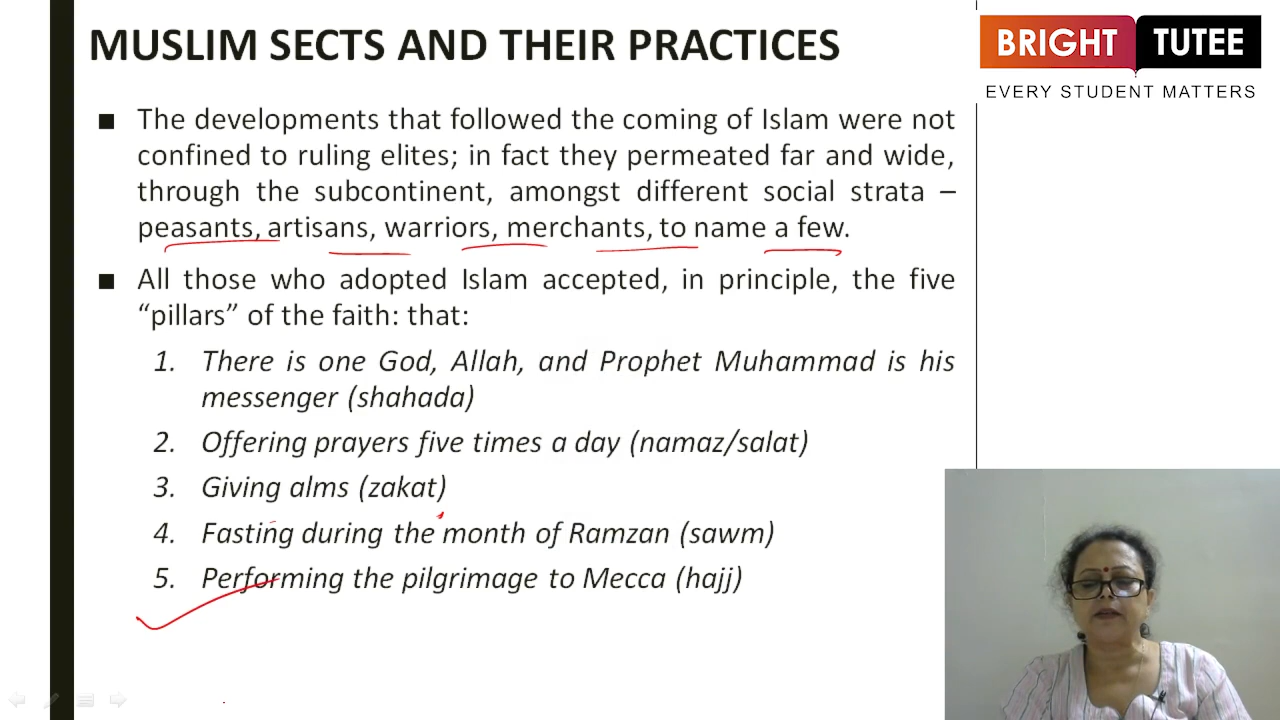 MUSLIM SECTS AND THEIR PRACTICES
BRIGHT TUTEE
EVERY STUDENT MATTERS
■ The developments that followed the coming of Islam were not
confined to ruling elites; in fact they permeated far and wide,
through the subcontinent, amongst different social strata –
peasants, artisans, warriors, merchants, to name a few.
■ All those who adopted Islam accepted, in principle, the five
“pillars” of the faith: that:
1. There is one God, Allah, and Prophet Muhammad is his
messenger (shahada)
2. Offering prayers five times a day (namaz/salat)
3. Giving alms (zakat)
4. Fasting during the month of Ramzan (sawm)
5. Performing the pilgrimage to Mecca (hajj)